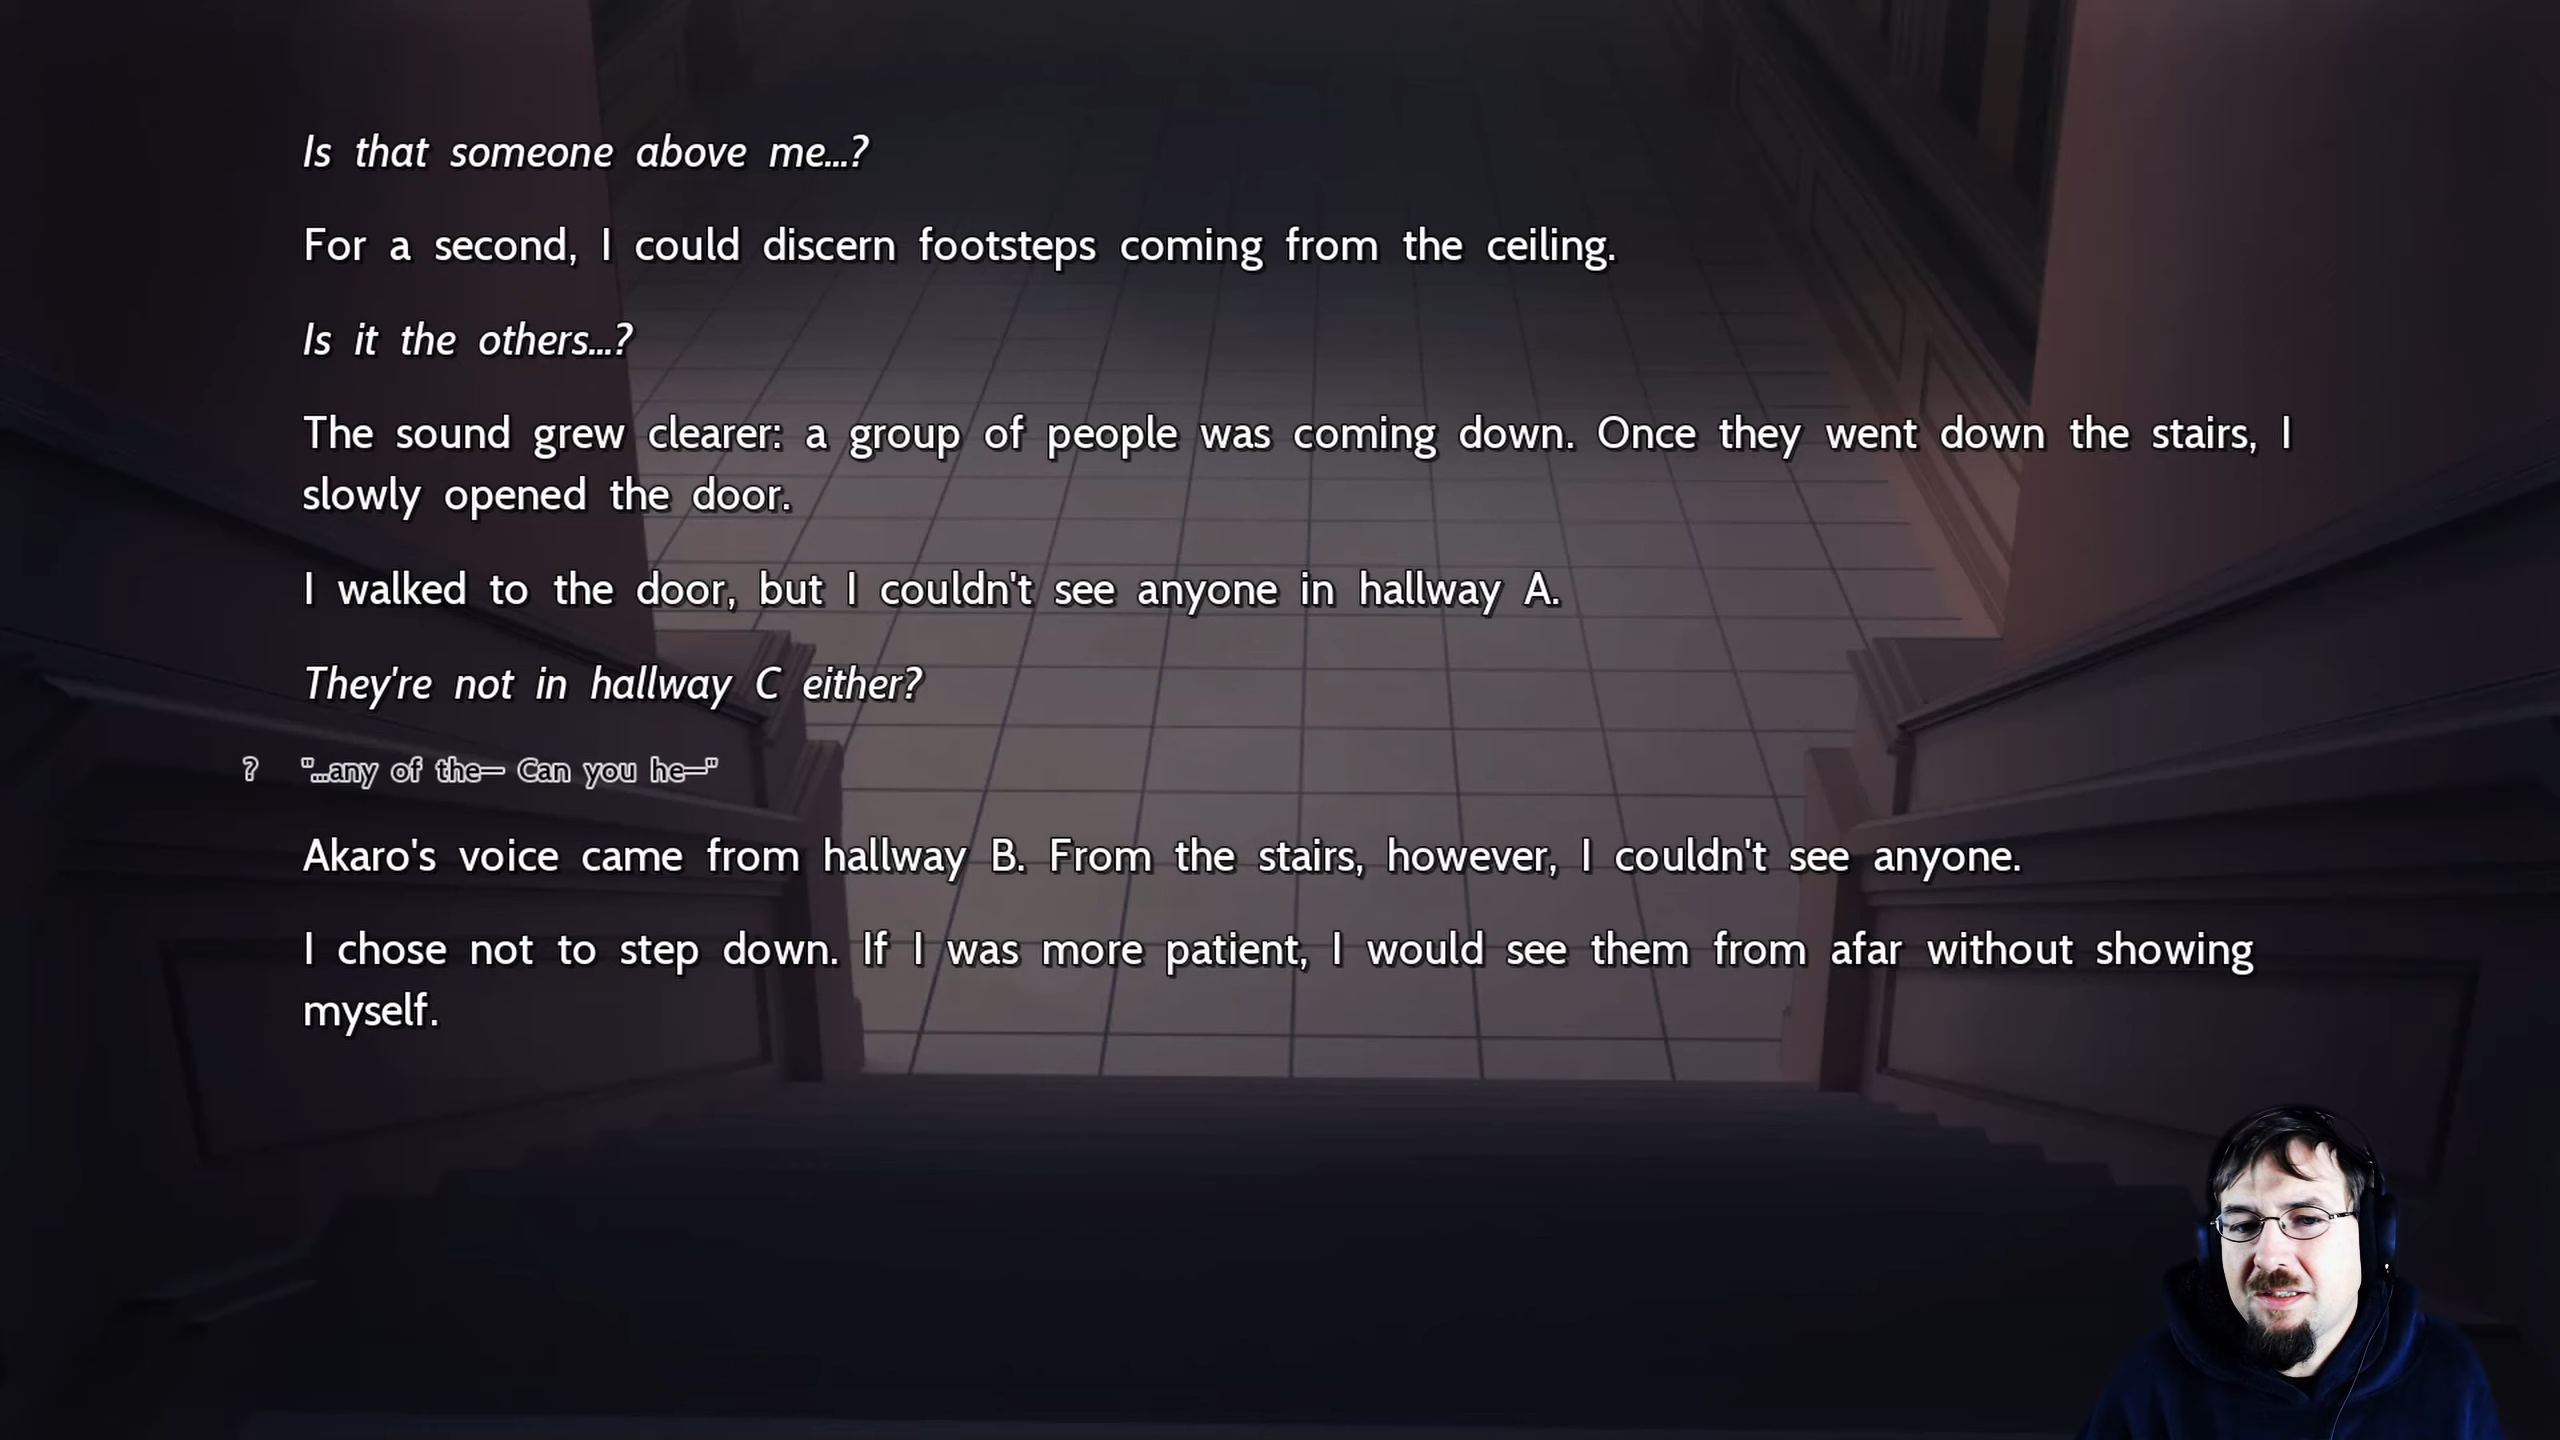 Is that someone above me...?
For a second, I could discern footsteps coming from the ceiling.
Is it the others...?
The sound grew clearer: a group of people was coming down. Once they went down the stairs, I
slowly opened the door.
I walked to the door, but I couldn't see anyone in hallway A.
They're not in hallway C either?
? "...any of the— Can you he—"
Akaro's voice came from hallway B. From the stairs, however, I couldn't see anyone.
I chose not to step down. If I was more patient, I would see them from afar without showing
myself.